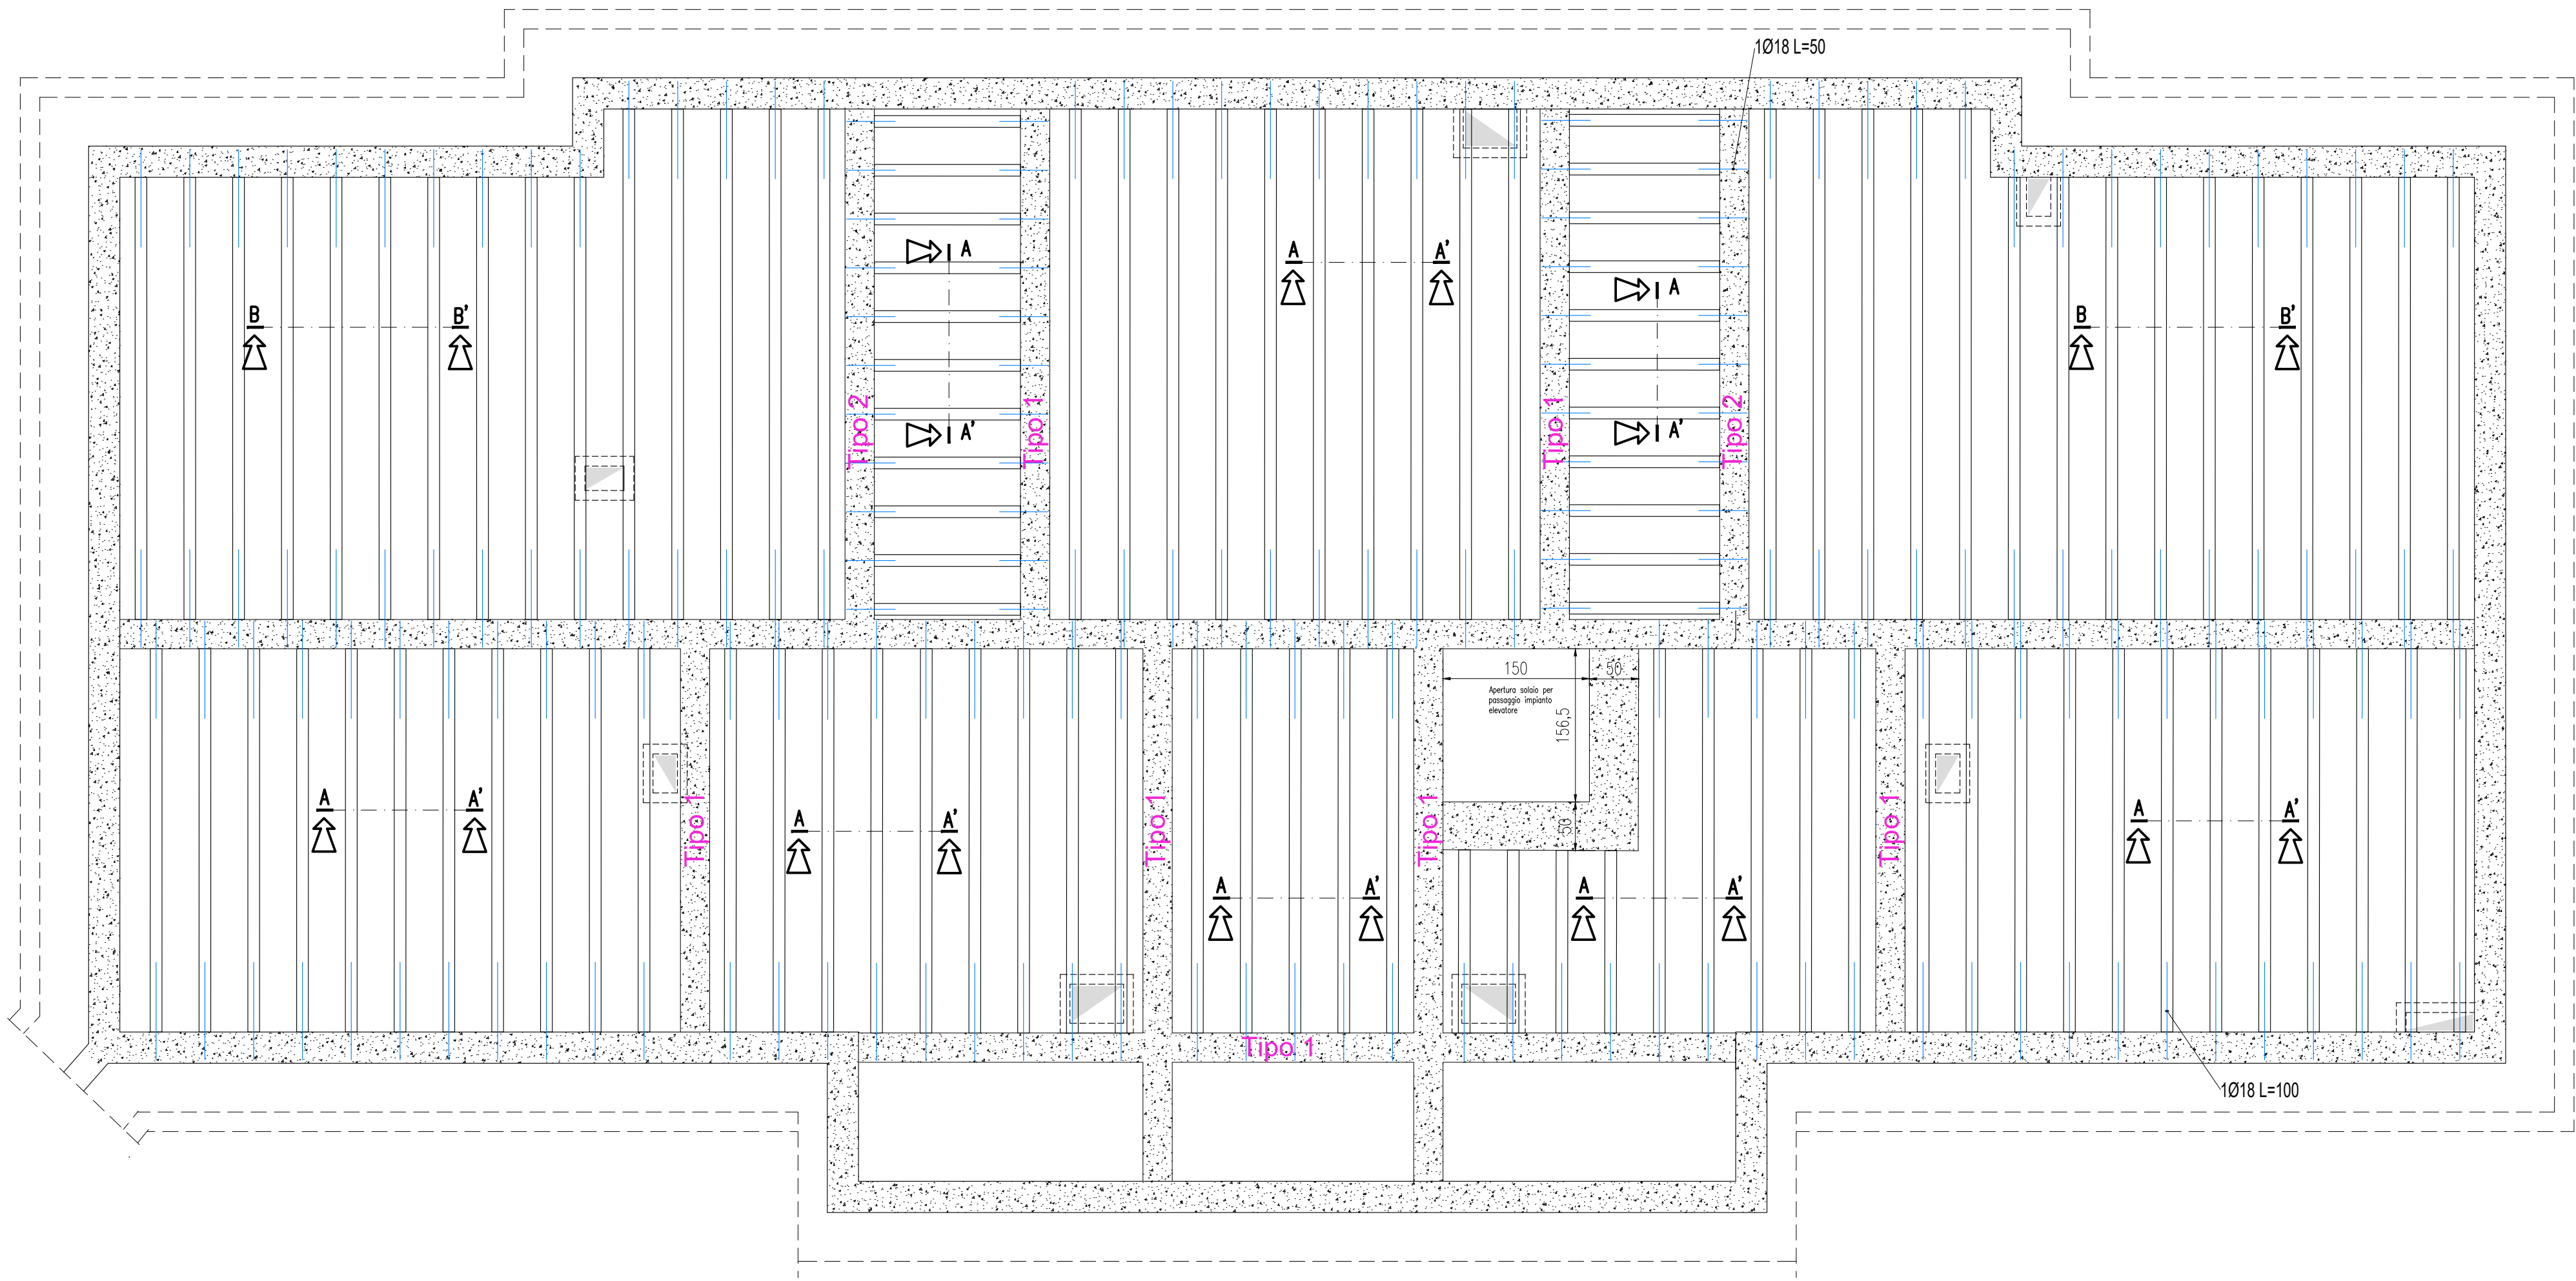 1Ø18 L=50
A
A A'
A
B B'
B B'
Tipo 2
Tipo 1
Tipo 1
Tipo 2
A'
A'
150
50
Apertura solaio per
passaggio impianto
elevatore
156,5
A A'
A A'
A A'
50
Tipo 1
Tipo 1
Tipo 1
Tipo 1
A A'
A A'
Tipo 1
1Ø18 L=100